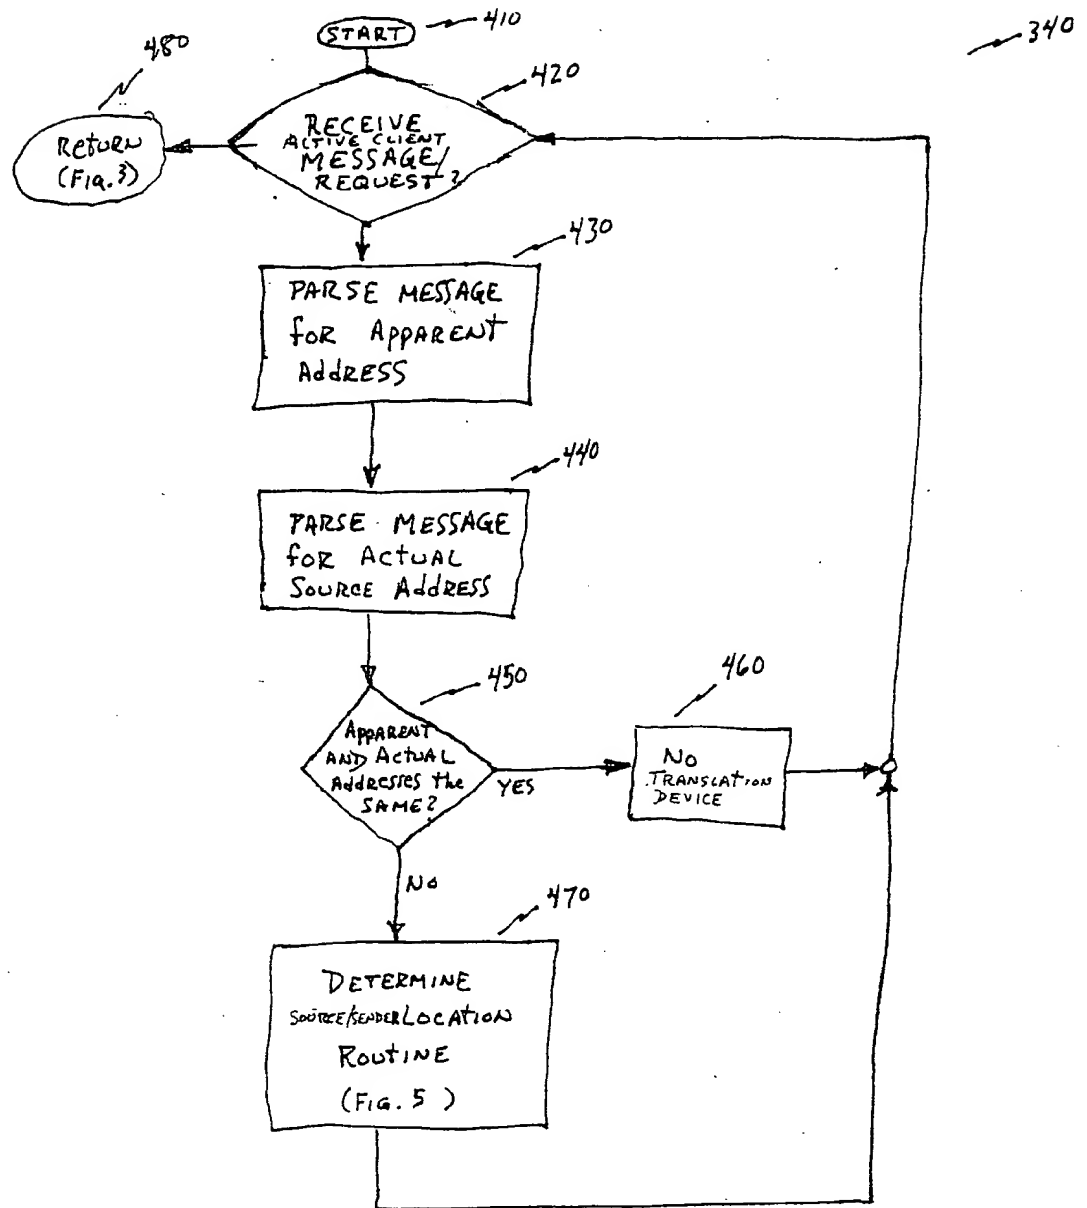 START
410
340
480
420
RECEIVE
ACTIVE CLIENT
MESSAGE/
REQUEST?
RETURN
(FIG. 3)
430
PARSE MESSAGE
FOR APPARENT
ADDRESS
440
PARSE MESSAGE
FOR ACTUAL
SOURCE ADDRESS
450
460
APPARENT
AND ACTUAL
ADDRESSES the
SAME?
YES
NO
TRANSLATION
DEVICE
NO
470
DETERMINE
SOURCE/SENDER LOCATION
ROUTINE
(FIG. 5)